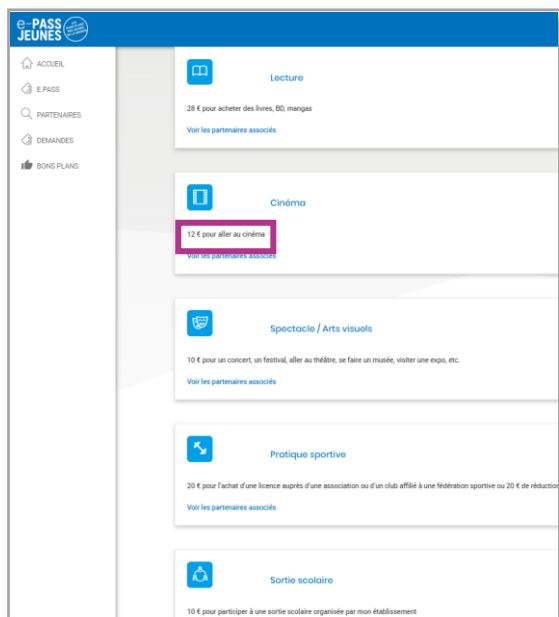 e-PASS
JEUNES
ACCUEIL
E.PASS
PARTENAIRES
DEMANDES
BONS PLANS
Lecture
28 € pour acheter des livres, BD, mangas
Voir les partenaires associés
Cinéma
12 € pour aller au cinéma
Voir les partenaires associés
Spectacle / Arts visuels
10 € pour un concert, un festival, aller au théâtre, se faire un musée, visiter une expo, etc.
Voir les partenaires associés
Pratique sportive
20 € pour l'achat d'une licence auprès d'une association ou d'un club affilié à une fédération sportive ou 20 € de réduction
Voir les partenaires associés
Sortie scolaire
10 € pour participer à une sortie scolaire organisée par mon établissement